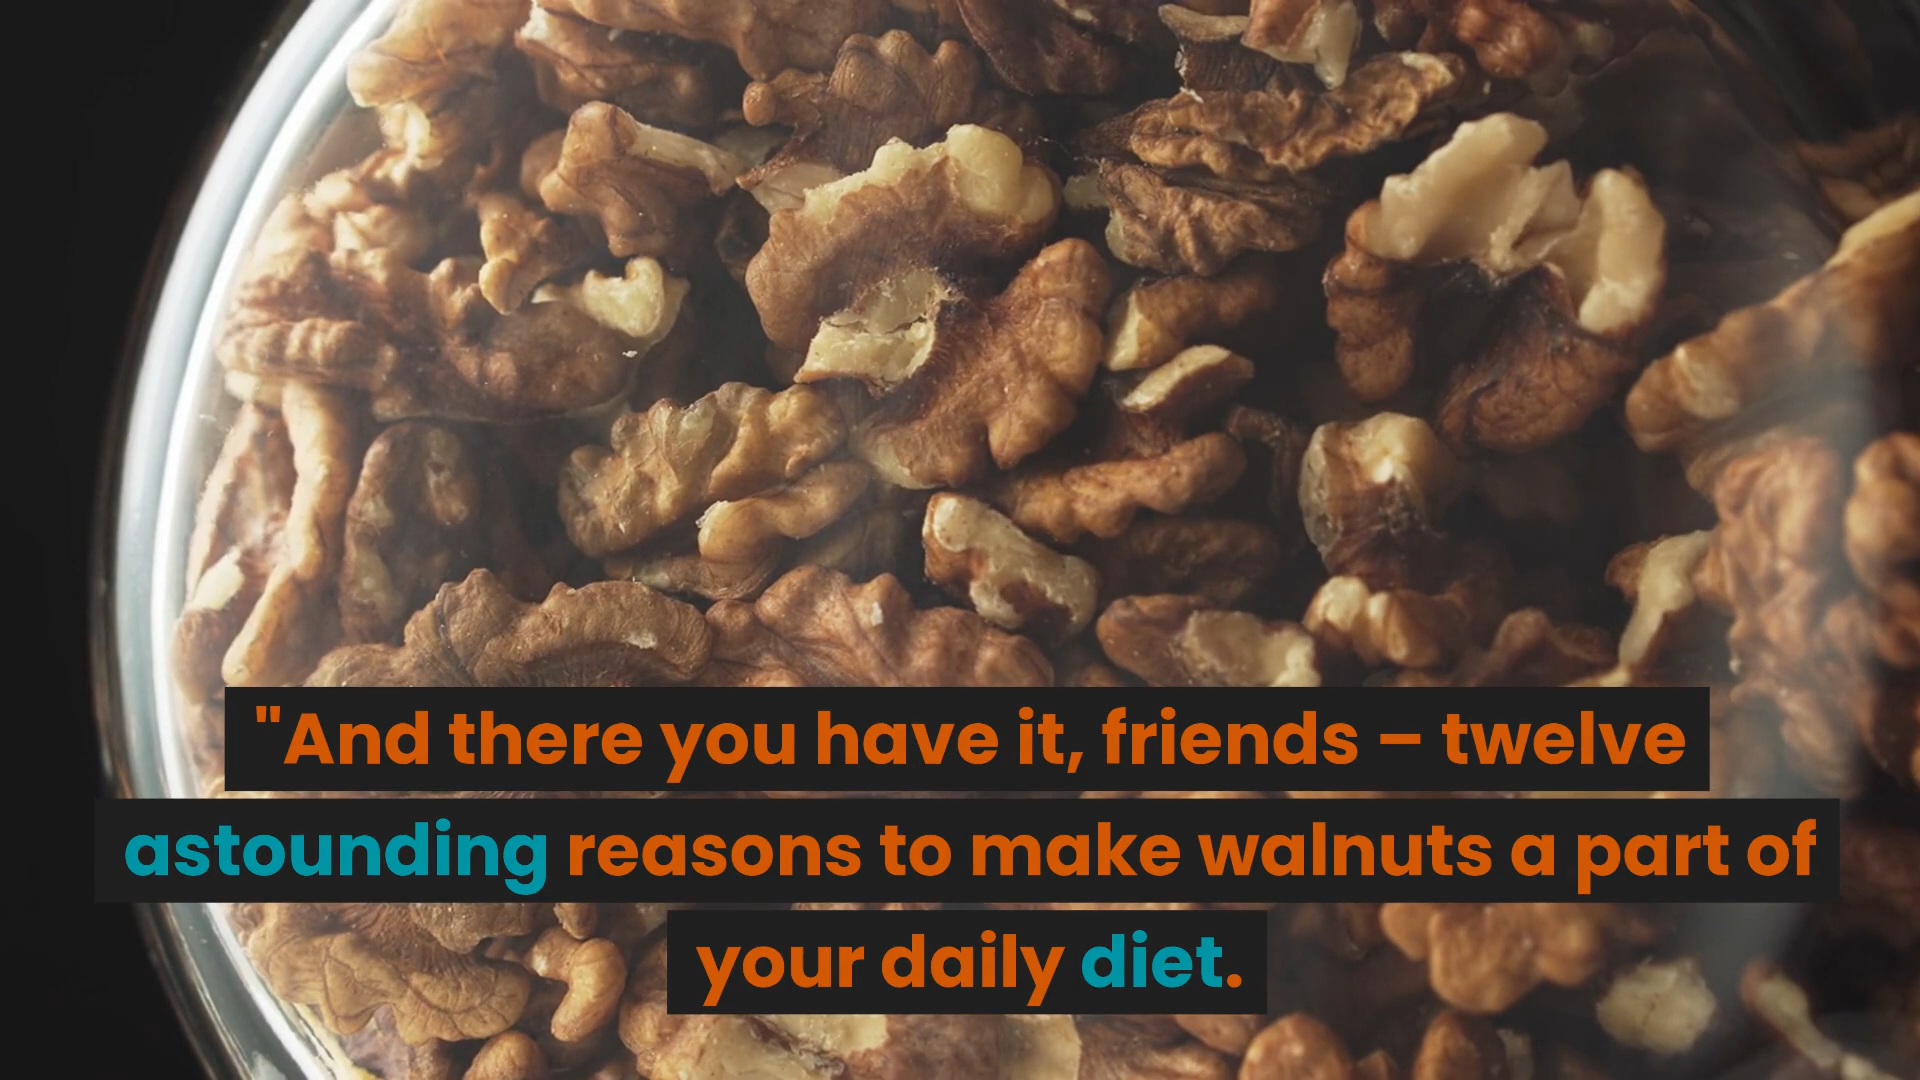 "And there you have it, friends – twelve
astounding reasons to make walnuts a part of
your daily diet.